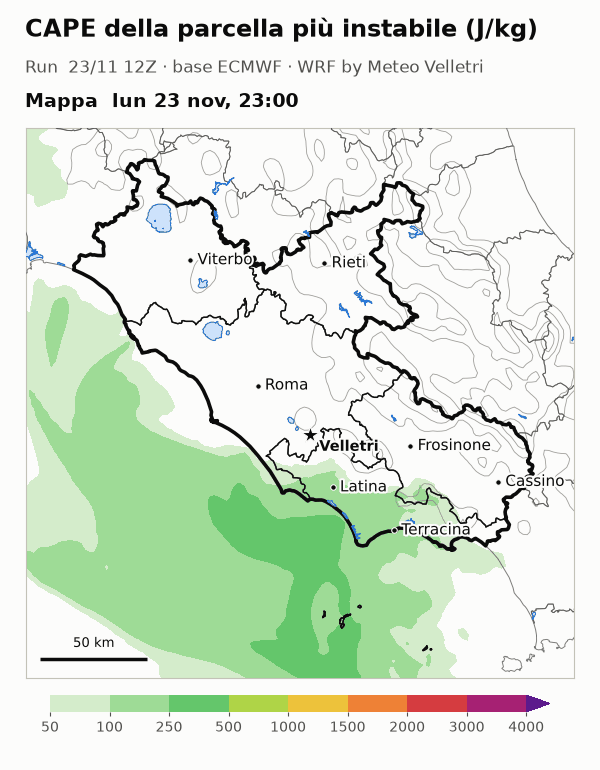 CAPE della parcella più instabile (J/kg)
Run  23/11 12Z · base ECMWF · WRF by Meteo Velletri
Mappa  lun 23 nov, 23:00
Viterbo
Rieti
Roma
Velletri
Frosinone
Cassino
Latina
Terracina
50 km
50 100 250 500 1000 1500 2000 3000 4000